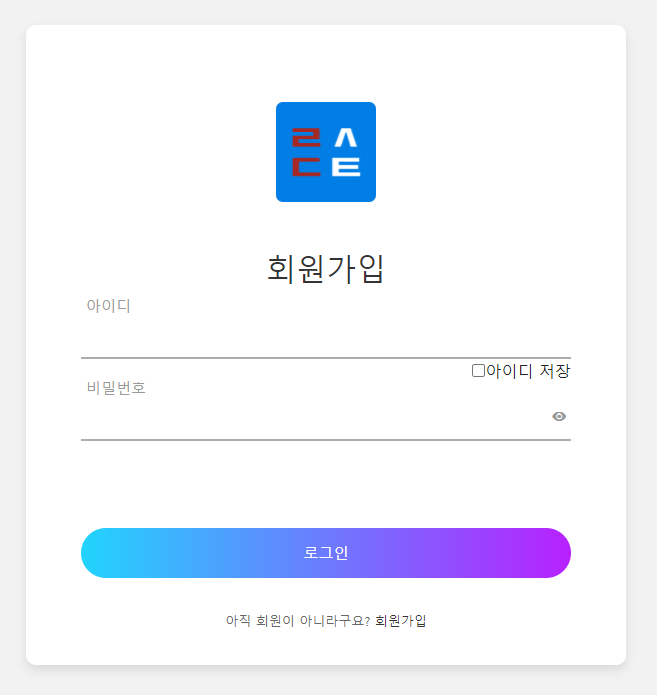 ㄹㅅ
ㄷㅌ
회원가입
아이디
아이디 저장
비밀번호
로그인
아직 회원이 아니라구요? 회원가입